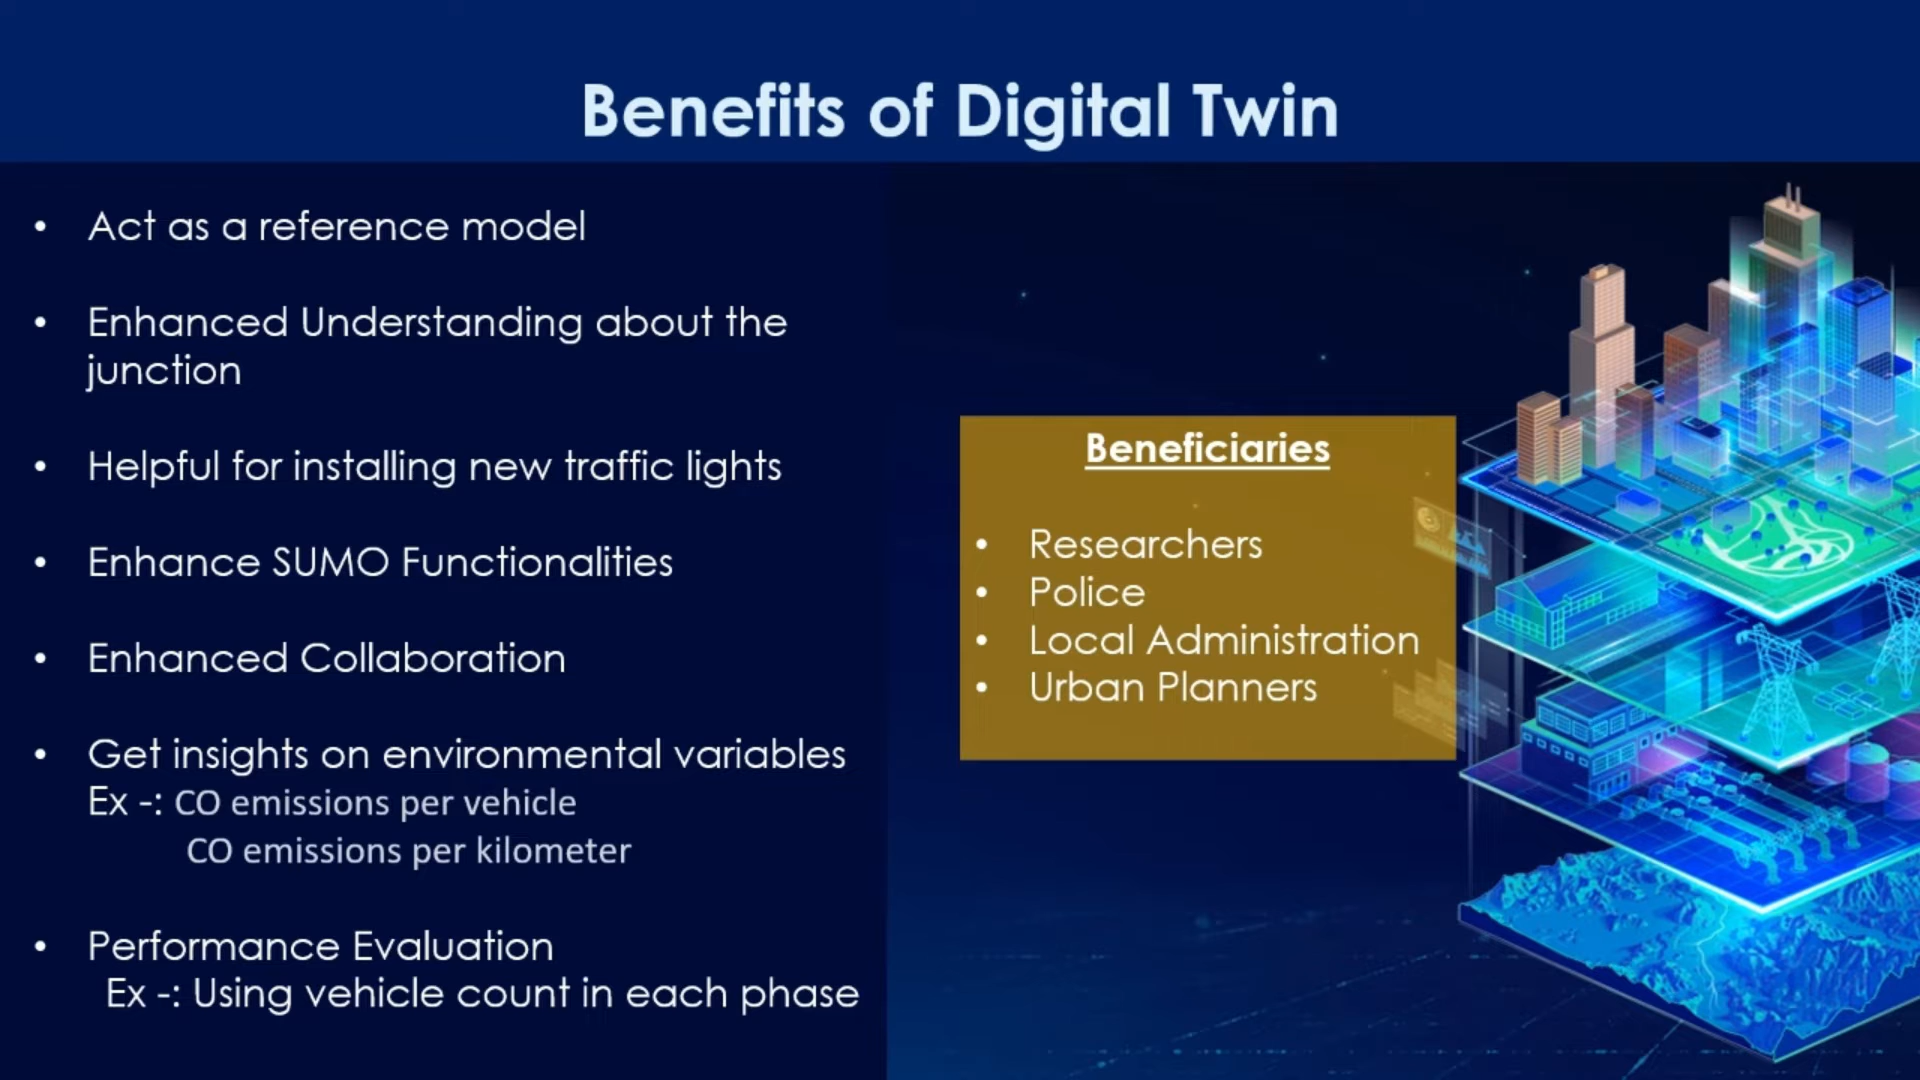 Benefits of Digital Twin
• Act as a reference model
• Enhanced Understanding about the
junction
• Helpful for installing new traffic lights
• Enhance SUMO Functionalities
• Enhanced Collaboration
• Get insights on environmental variables
Ex -: CO emissions per vehicle
CO emissions per kilometer
• Performance Evaluation
Ex -: Using vehicle count in each phase
Beneficiaries
• Researchers
• Police
• Local Administration
• Urban Planners